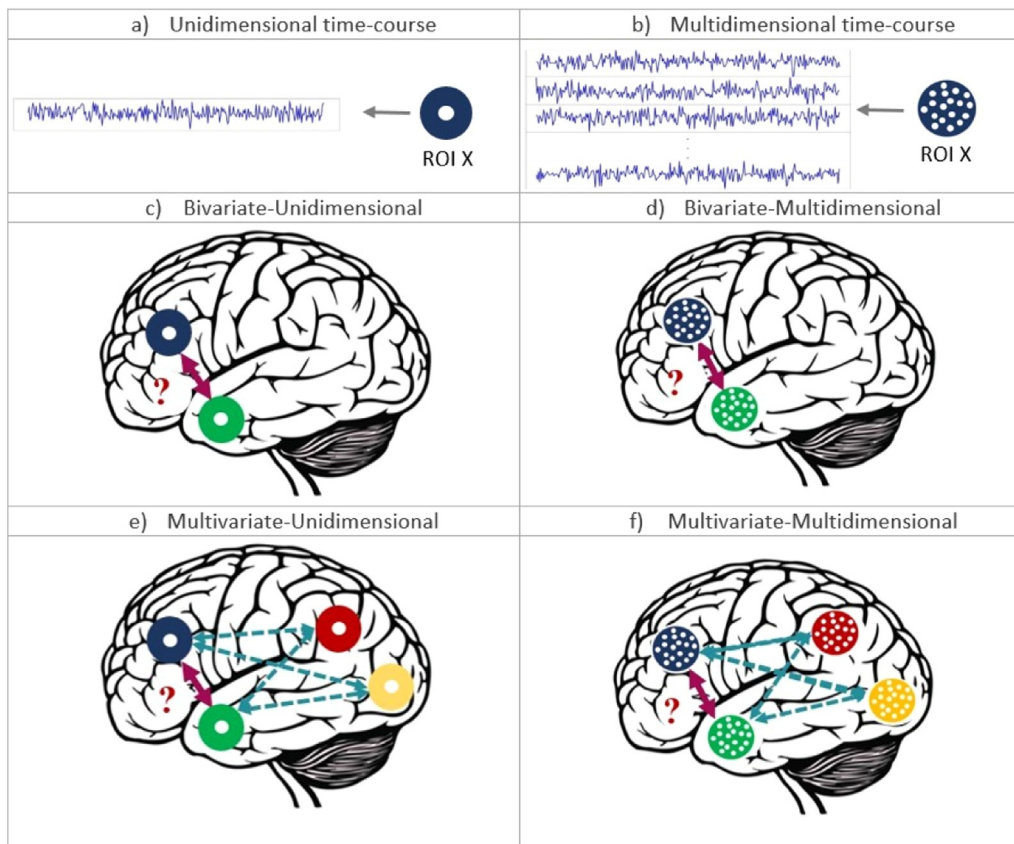 a) Unidimensional time-course
b) Multidimensional time-course
ROI X
ROI X
c) Bivariate-Unidimensional
d) Bivariate-Multidimensional
?
?
e) Multivariate-Unidimensional
f) Multivariate-Multidimensional
?
?